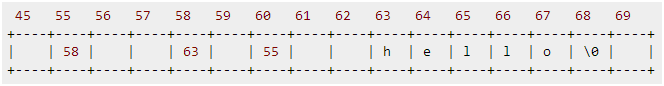 45 55 56 57 58 59 60 61 62 63 64 65 66 67 68 69
+----+----+----+----+----+----+----+----+----+----+----+----+----+----+----+----+
|    | 58 |    |    | 63 |    | 55 |    |    | h  | e  | l  | l  | o  | \0 |    |
+----+----+----+----+----+----+----+----+----+----+----+----+----+----+----+----+